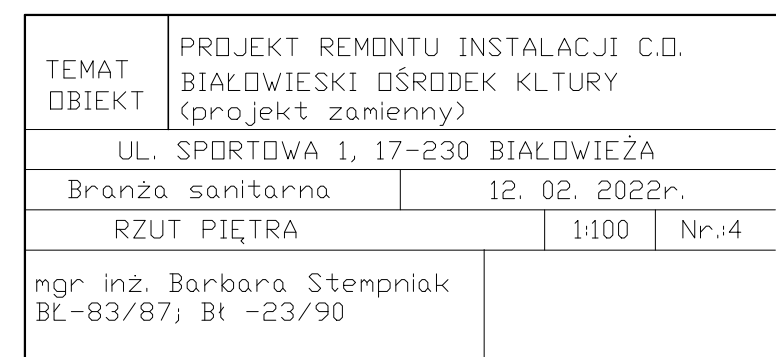 TEMAT
OBIEKT
PROJEKT REMONTU INSTALACJI C.O.
BIAŁOWIESKI OŚRODEK KLTURY
(projekt zamienny)
UL. SPORTOWA 1, 17-230 BIAŁOWIEŻA
Branża sanitarna 12. 02. 2022r.
RZUT PIĘTRA 1:100 Nr.:4
mgr inż. Barbara Stempniak
BŁ-83/87; Bł -23/90